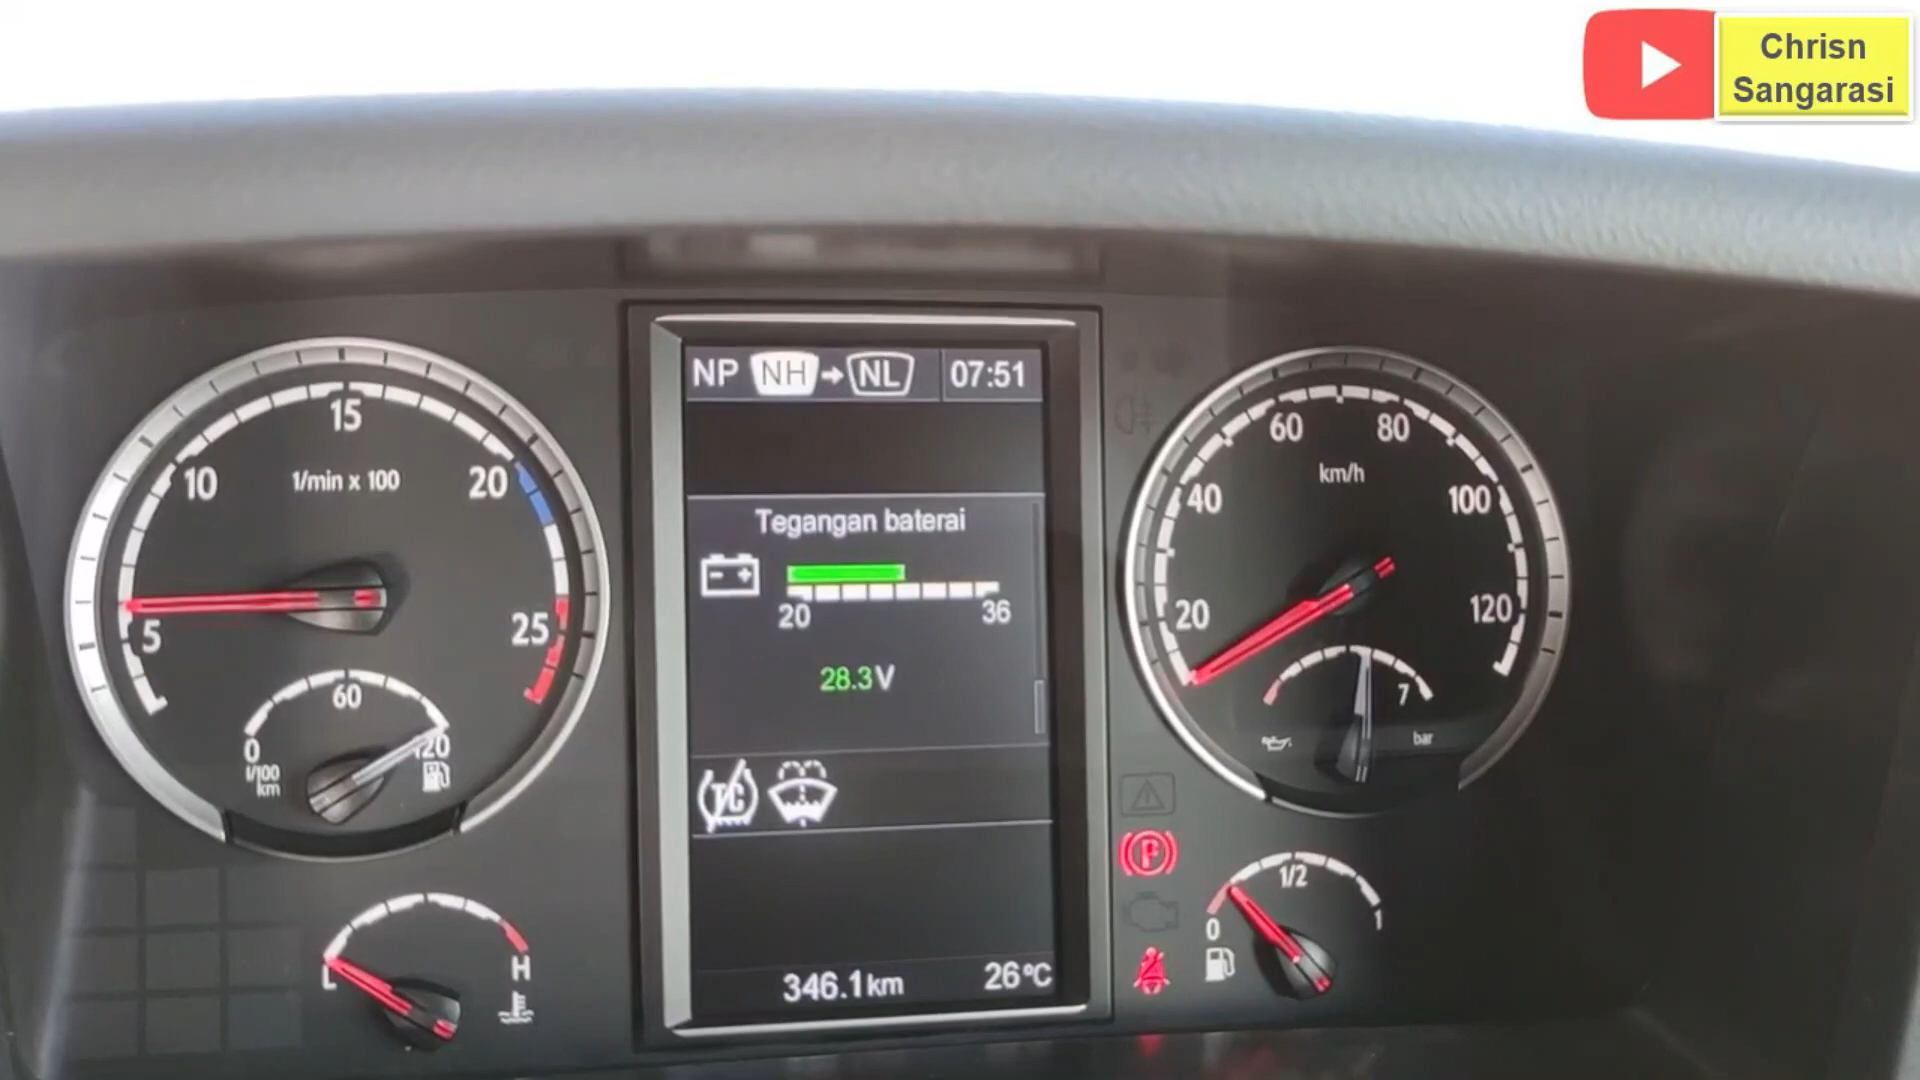 Chrisn
Sangarasi
NP NH NL 07:51
5 10 15 20 25
1/min x 100
0 60 120
l/100
km
Tegangan baterai
20 36
28.3V
TC
346.1km 26°C
20 40 60 80 100 120
km/h
7
bar
P
0 1/2 1
L H